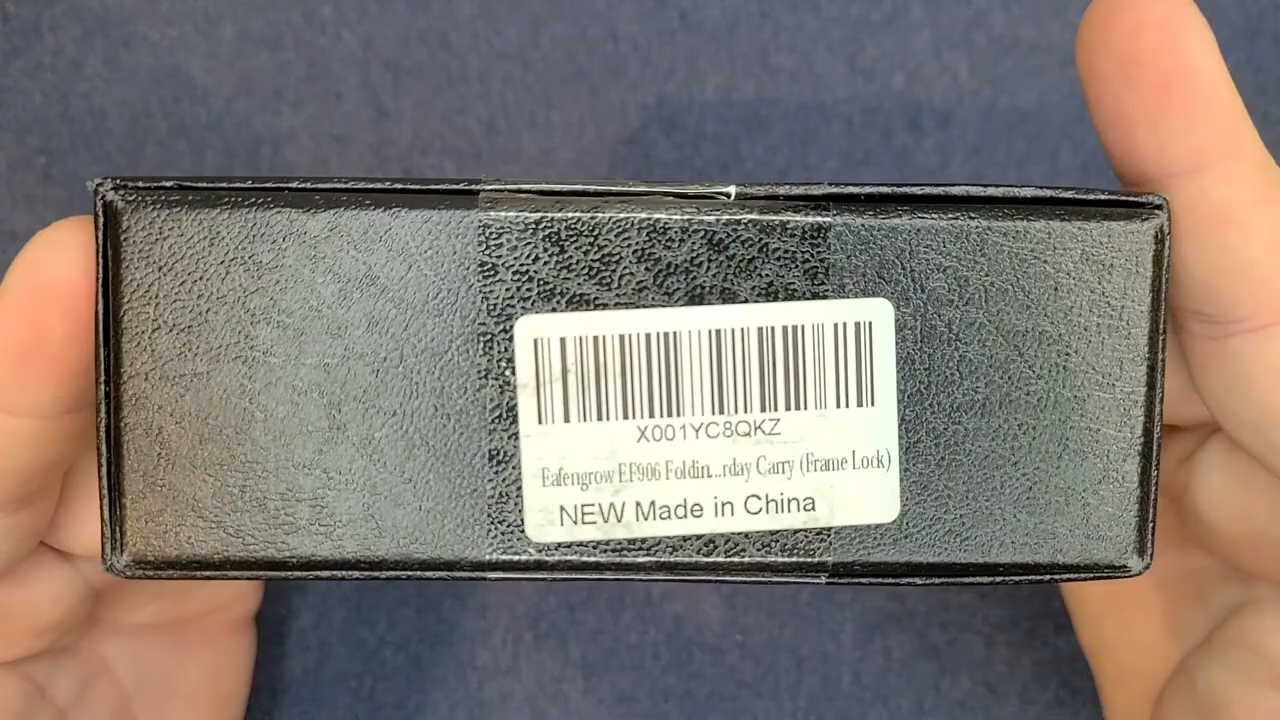 X001YC8QKZ
Eafengrow EF906 Foldin...rday Carry (Frame Lock)
NEW Made in China